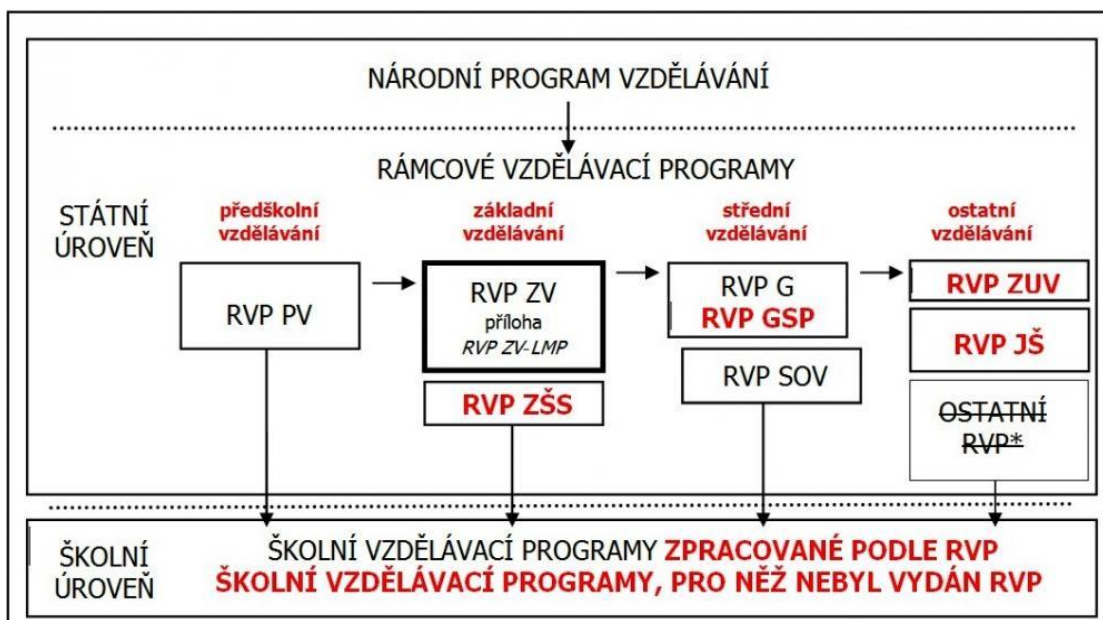 NÁRODNÍ PROGRAM VZDĚLÁVÁNÍ
RÁMCOVÉ VZDĚLÁVACÍ PROGRAMY
STÁTNÍ
ÚROVEŇ
předškolní
vzdělávání
základní
vzdělávání
střední
vzdělávání
ostatní
vzdělávání
RVP PV
RVP ZV
příloha
RVP ZV-LMP
RVP ZŠS
RVP G
RVP GSP
RVP SOV
RVP ZUV
RVP JŠ
OSTATNÍ
RVP*
ŠKOLNÍ
ÚROVEŇ
ŠKOLNÍ VZDĚLÁVACÍ PROGRAMY ZPRACOVANÉ PODLE RVP
ŠKOLNÍ VZDĚLÁVACÍ PROGRAMY, PRO NĚŽ NEBYL VYDÁN RVP